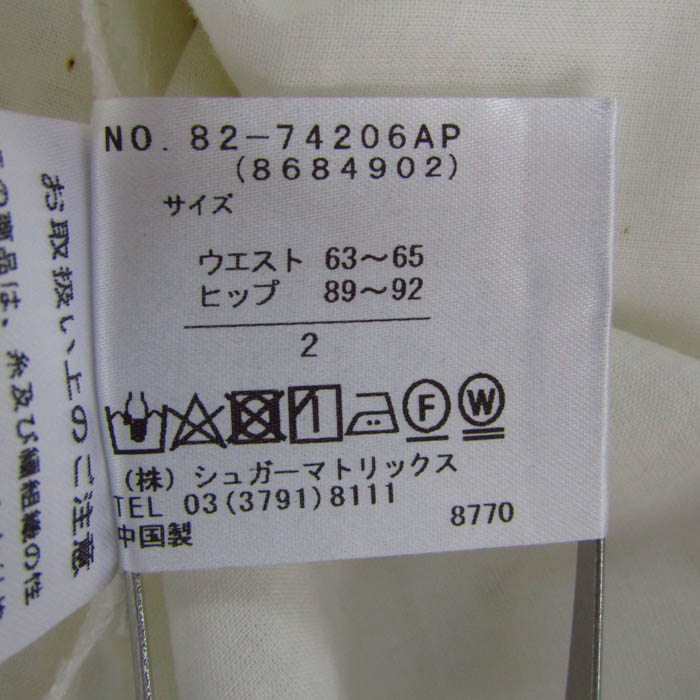 NO. 82-74206AP
(8684902)
サイズ
ウエスト 63〜65
ヒップ 89〜92
2
F W
(株) シュガーマトリックス
TEL 03(3791)8111
中国製
8770
お取扱い上のご注意
の商品は、糸及び編組織の性